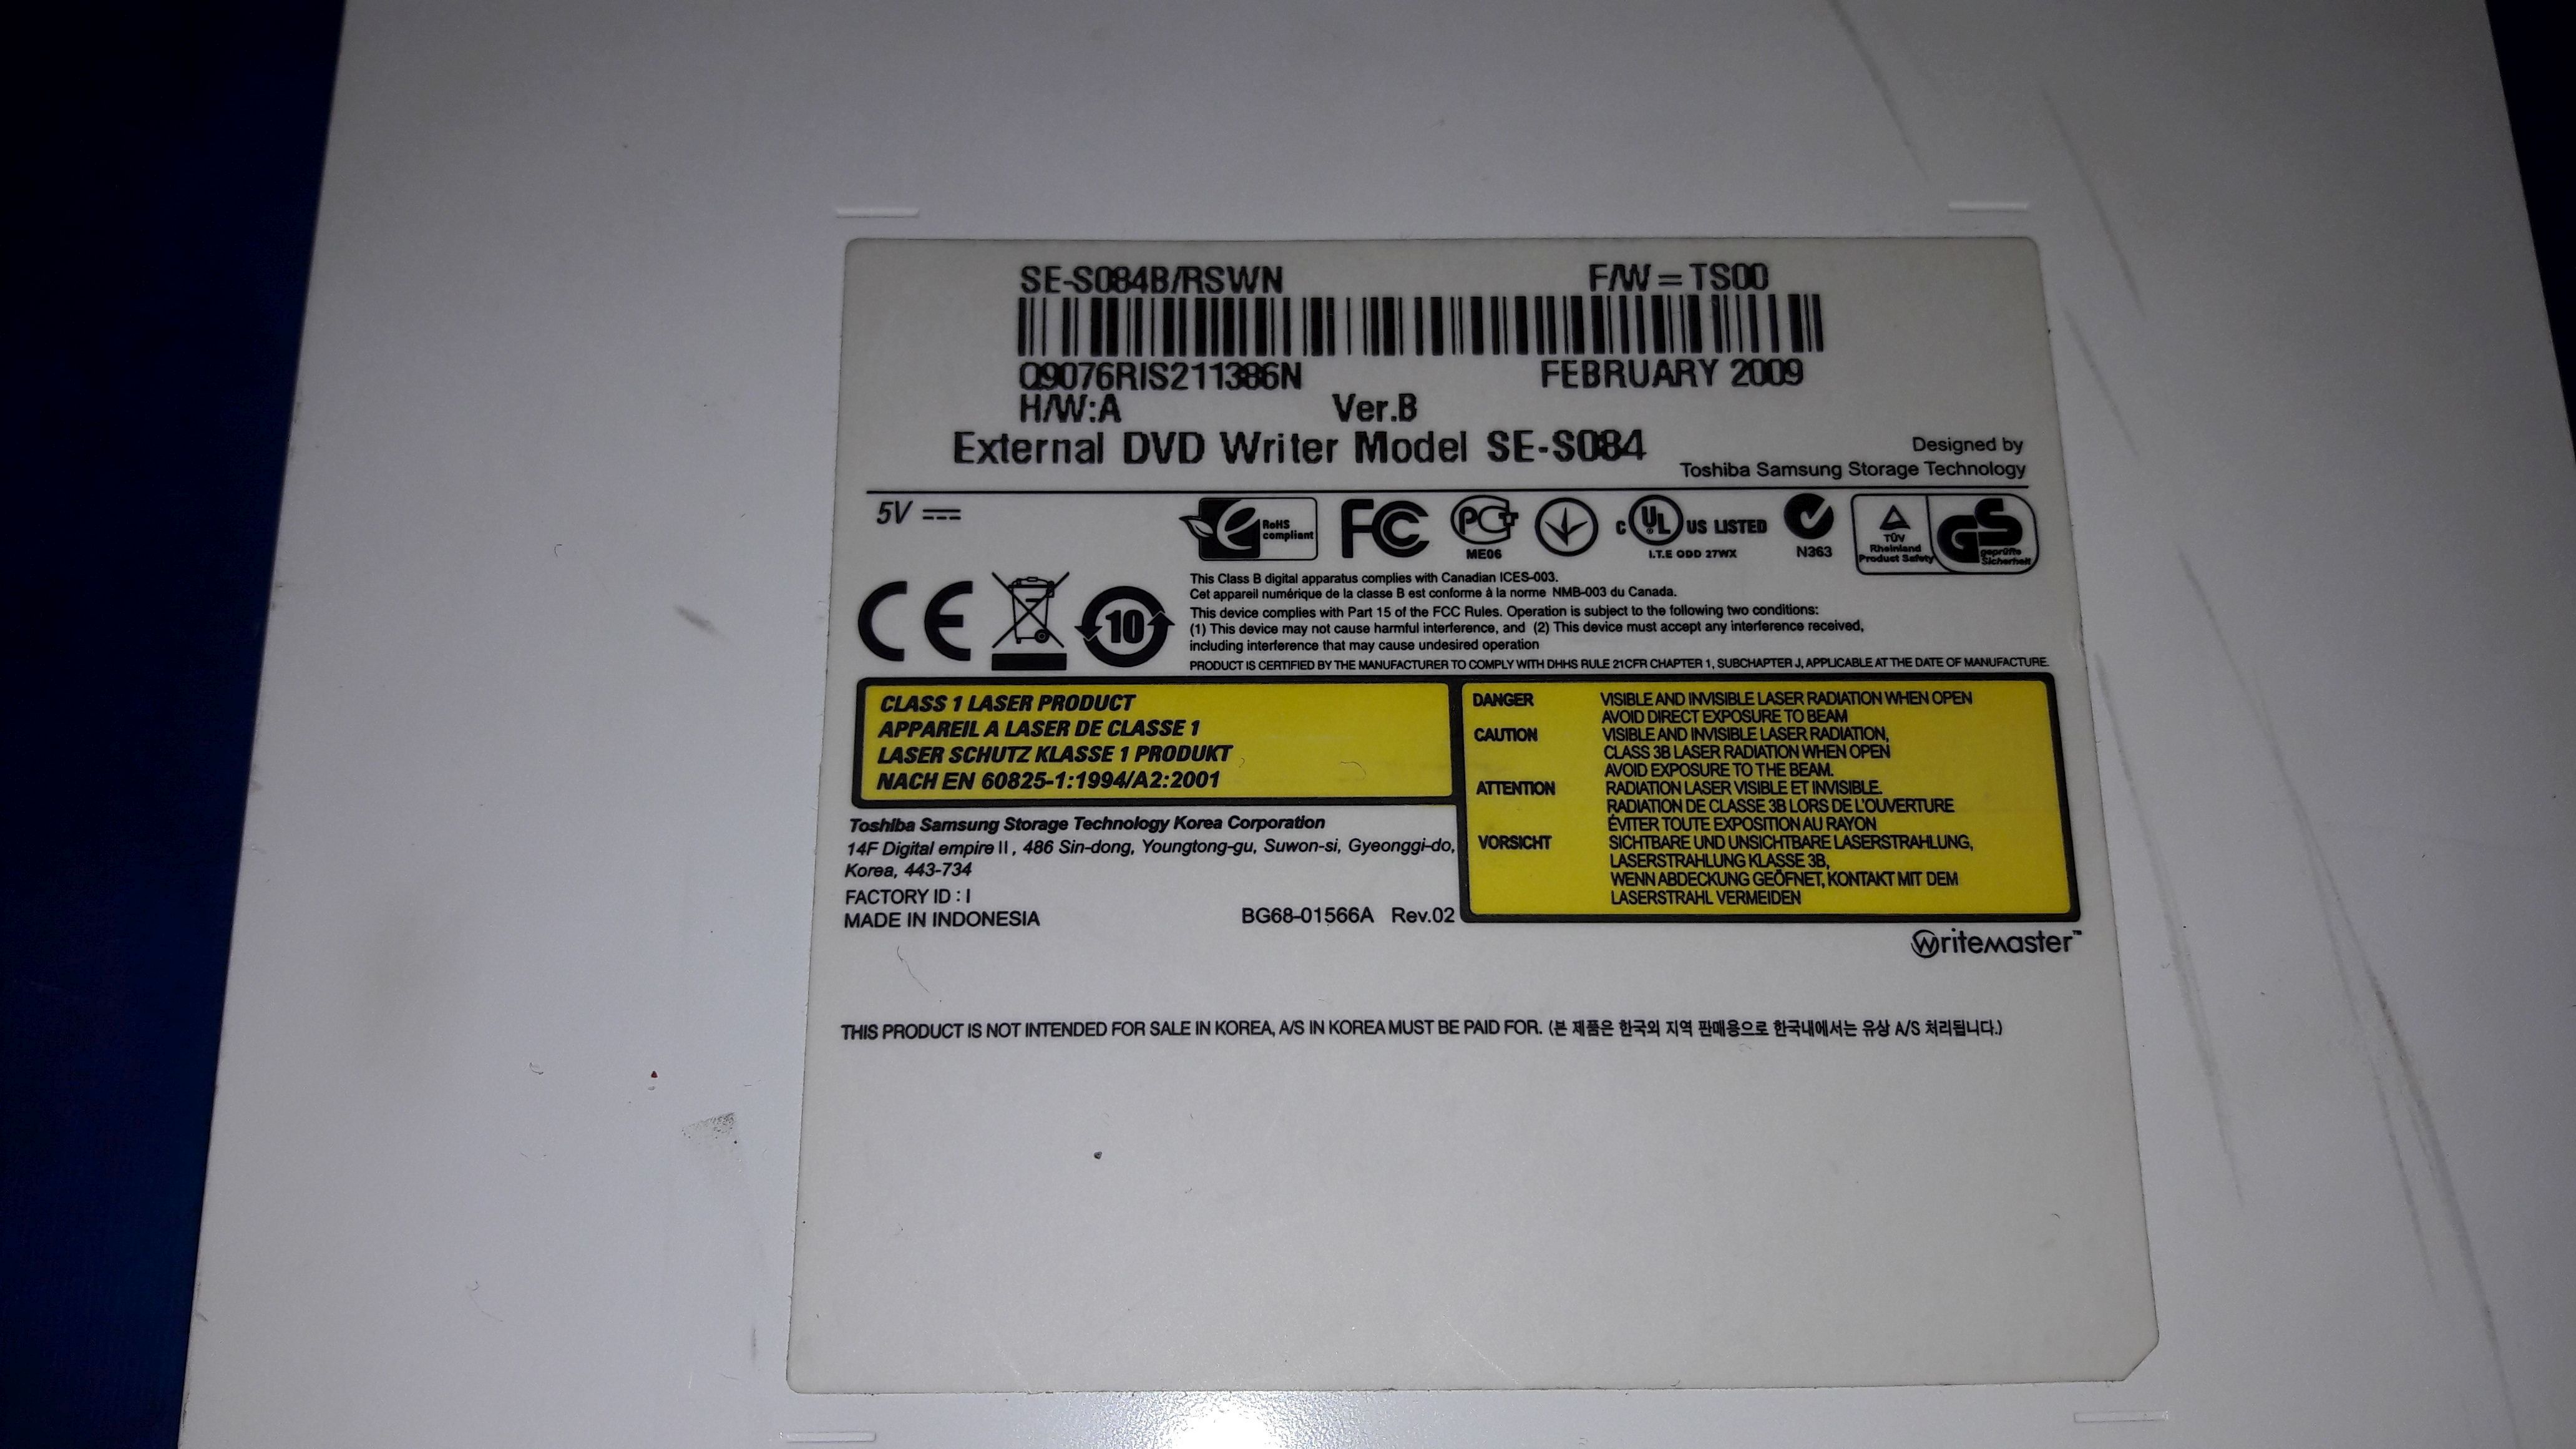 SE-S084B/RSWN F/W=TS00
Q9076RIS211386N FEBRUARY 2009
H/W:A Ver.B
External DVD Writer Model SE-S084
Designed by
Toshiba Samsung Storage Technology
5V
RoHS
compliant
FC
PCT
ME06
c UL US LISTED
I.T.E ODD 27WX
N363
TÜV
Rheinland
Product Safety
GS
geprüfte
Sicherheit
CE
10
This Class B digital apparatus complies with Canadian ICES-003.
Cet appareil numérique de la classe B est conforme à la norme NMB-003 du Canada.
This device complies with Part 15 of the FCC Rules. Operation is subject to the following two conditions:
(1) This device may not cause harmful interference, and (2) This device must accept any interference received,
including interference that may cause undesired operation
PRODUCT IS CERTIFIED BY THE MANUFACTURER TO COMPLY WITH DHHS RULE 21CFR CHAPTER 1, SUBCHAPTER J, APPLICABLE AT THE DATE OF MANUFACTURE.
CLASS 1 LASER PRODUCT
APPAREIL A LASER DE CLASSE 1
LASER SCHUTZ KLASSE 1 PRODUKT
NACH EN 60825-1:1994/A2:2001
DANGER VISIBLE AND INVISIBLE LASER RADIATION WHEN OPEN
AVOID DIRECT EXPOSURE TO BEAM
CAUTION VISIBLE AND INVISIBLE LASER RADIATION,
CLASS 3B LASER RADIATION WHEN OPEN
AVOID EXPOSURE TO THE BEAM.
ATTENTION RADIATION LASER VISIBLE ET INVISIBLE.
RADIATION DE CLASSE 3B LORS DE L'OUVERTURE
ÉVITER TOUTE EXPOSITION AU RAYON
VORSICHT SICHTBARE UND UNSICHTBARE LASERSTRAHLUNG,
LASERSTRAHLUNG KLASSE 3B,
WENN ABDECKUNG GEÖFNET, KONTAKT MIT DEM
LASERSTRAHL VERMEIDEN
Toshiba Samsung Storage Technology Korea Corporation
14F Digital empire II, 486 Sin-dong, Youngtong-gu, Suwon-si, Gyeonggi-do,
Korea, 443-734
FACTORY ID : I
MADE IN INDONESIA BG68-01566A Rev.02
writemaster™
THIS PRODUCT IS NOT INTENDED FOR SALE IN KOREA, A/S IN KOREA MUST BE PAID FOR. (본 제품은 한국외 지역 판매용으로 한국내에서는 유상 A/S 처리됩니다.)